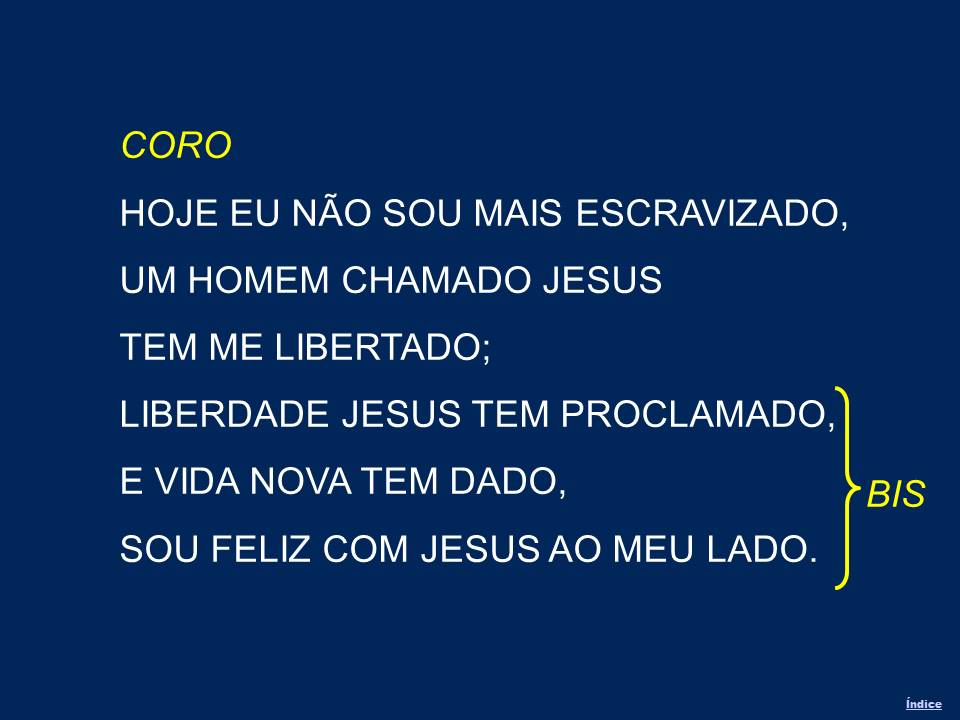 CORO
HOJE EU NÃO SOU MAIS ESCRAVIZADO,
UM HOMEM CHAMADO JESUS
TEM ME LIBERTADO;
LIBERDADE JESUS TEM PROCLAMADO,
E VIDA NOVA TEM DADO,
SOU FELIZ COM JESUS AO MEU LADO.
BIS
Índice